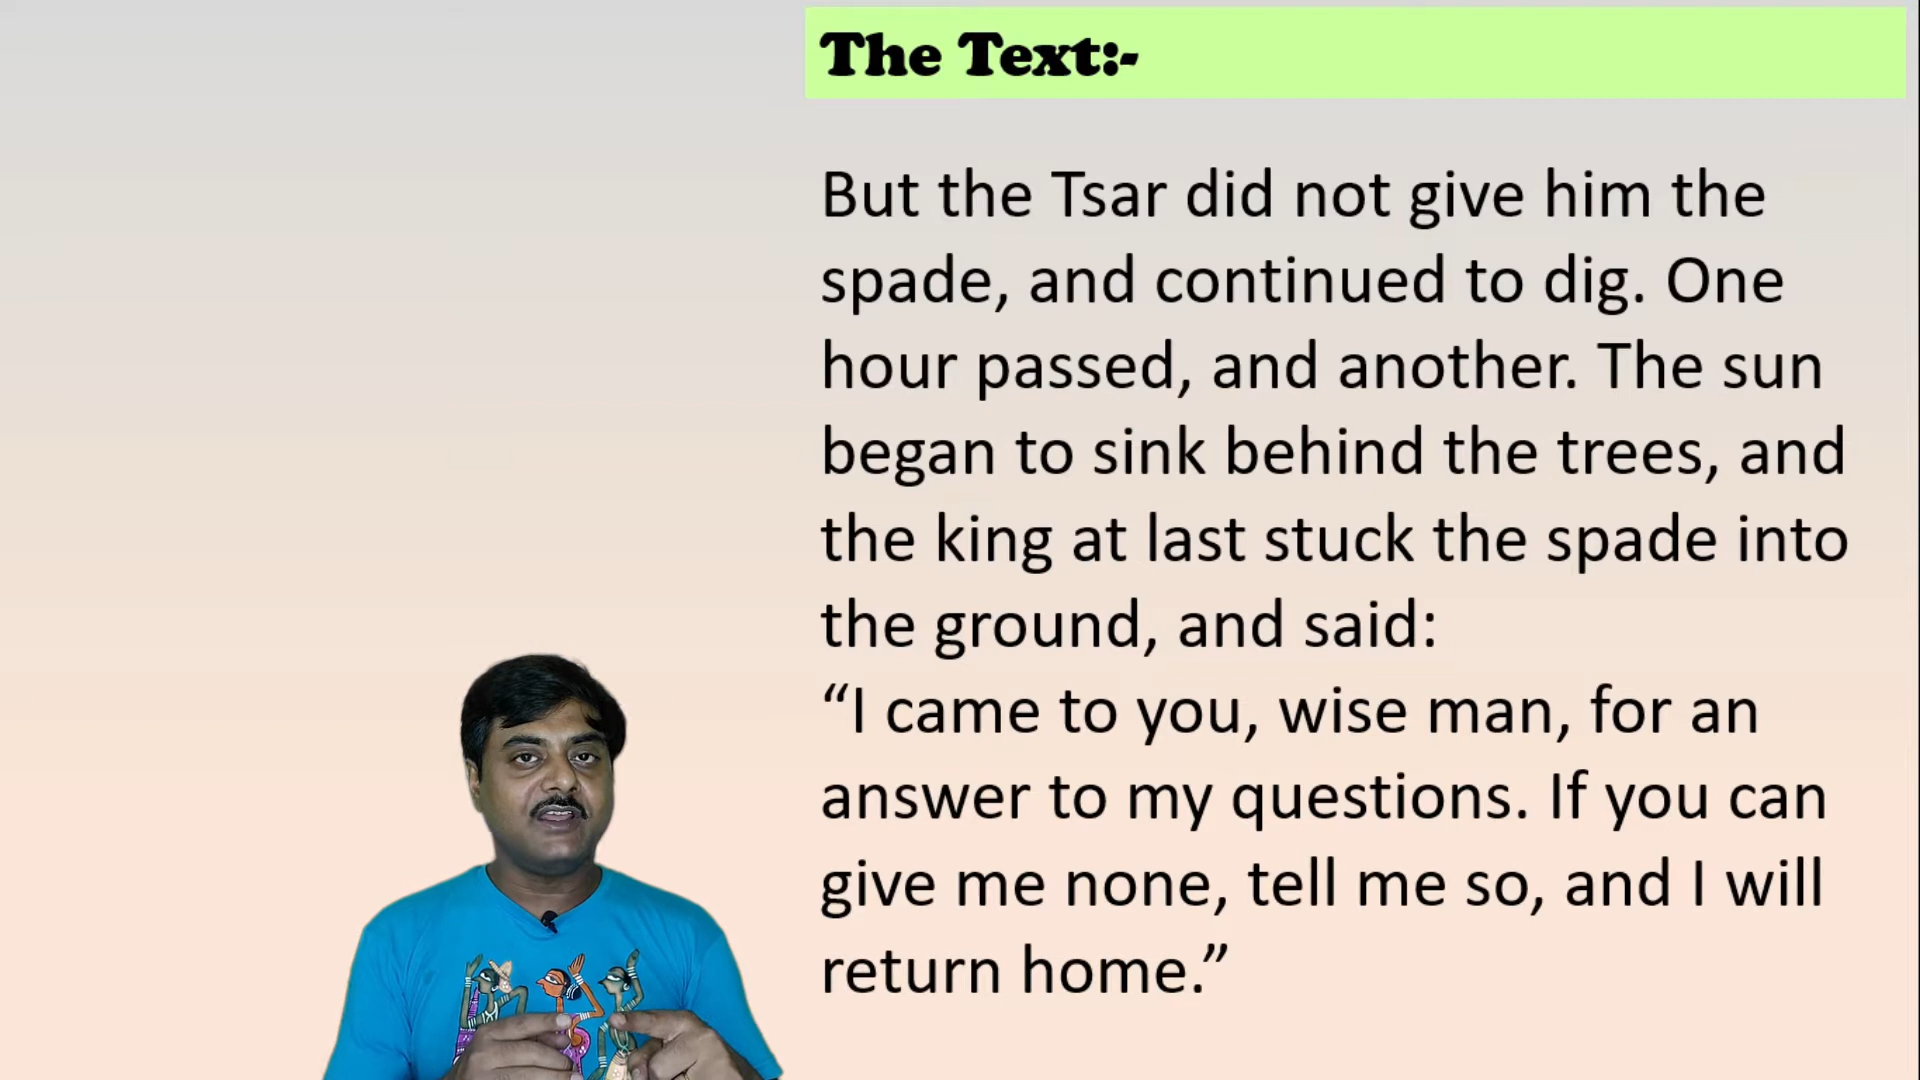 The Text:-
But the Tsar did not give him the
spade, and continued to dig. One
hour passed, and another. The sun
began to sink behind the trees, and
the king at last stuck the spade into
the ground, and said:
“I came to you, wise man, for an
answer to my questions. If you can
give me none, tell me so, and I will
return home.”